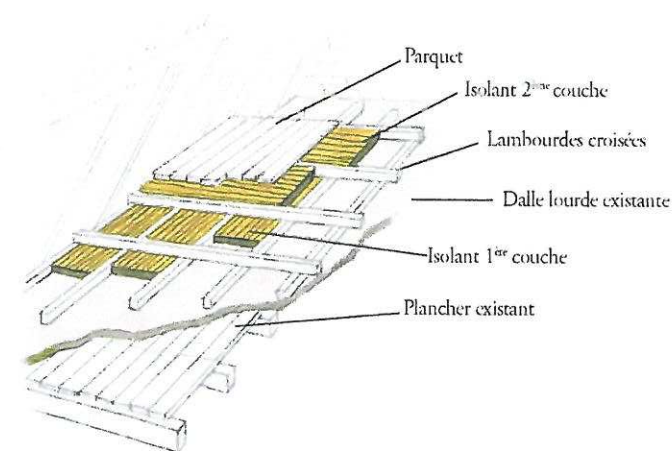 Parquet
Isolant 2ème couche
Lambourdes croisées
Dalle lourde existante
Isolant 1ère couche
Plancher existant